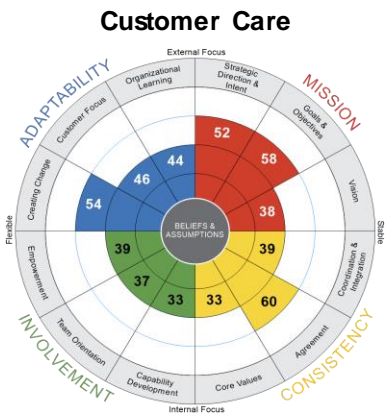 Customer Care
External Focus
ADAPTABILITY
MISSION
Organizational
Learning
Strategic
Direction &
Intent
Customer Focus
Goals &
Objectives
Creating Change
Vision
52
58
38
44
46
54
BELIEFS &
ASSUMPTIONS
Flexible
Stable
39
37
33
33
60
39
Empowerment
Coordination &
Integration
Team Orientation
Agreement
Capability
Development
Core Values
INVOLVEMENT
CONSISTENCY
Internal Focus